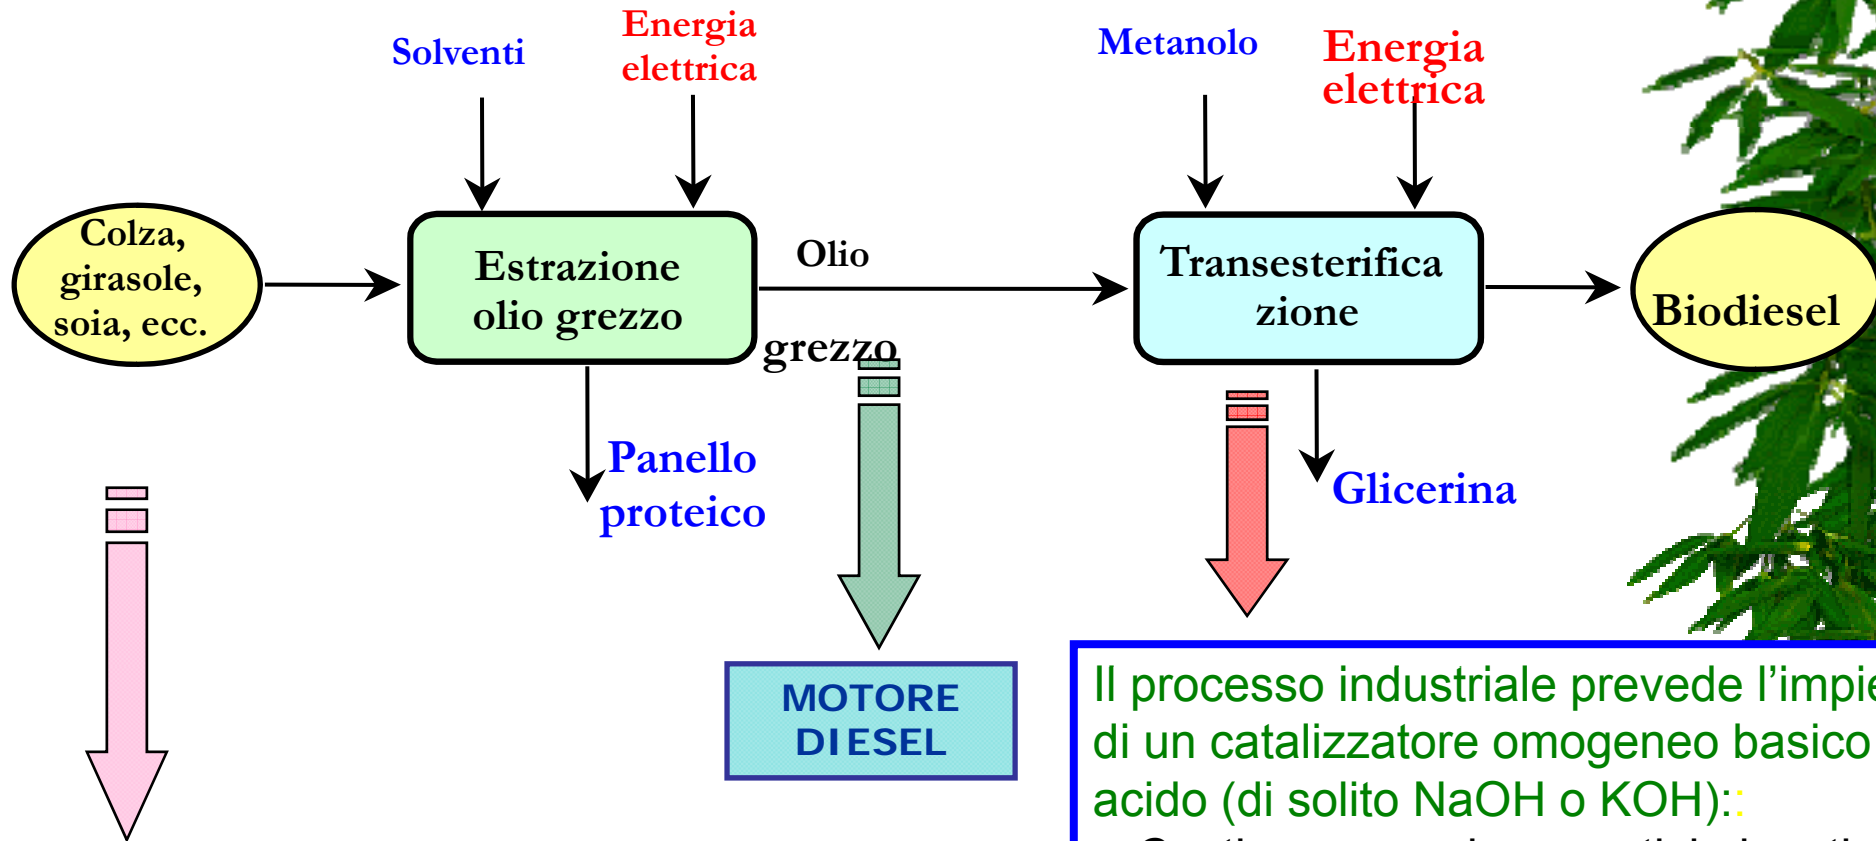 Solventi
Energia
elettrica
Metanolo
Energia
elettrica
Colza,
girasole,
soia, ecc.
Estrazione
olio grezzo
Olio
grezzo
Transesterifica
zione
Biodiesel
Panello
proteico
Glicerina
MOTORE
DIESEL
Il processo industriale prevede l’impie
di un catalizzatore omogeneo basico
acido (di solito NaOH o KOH)::